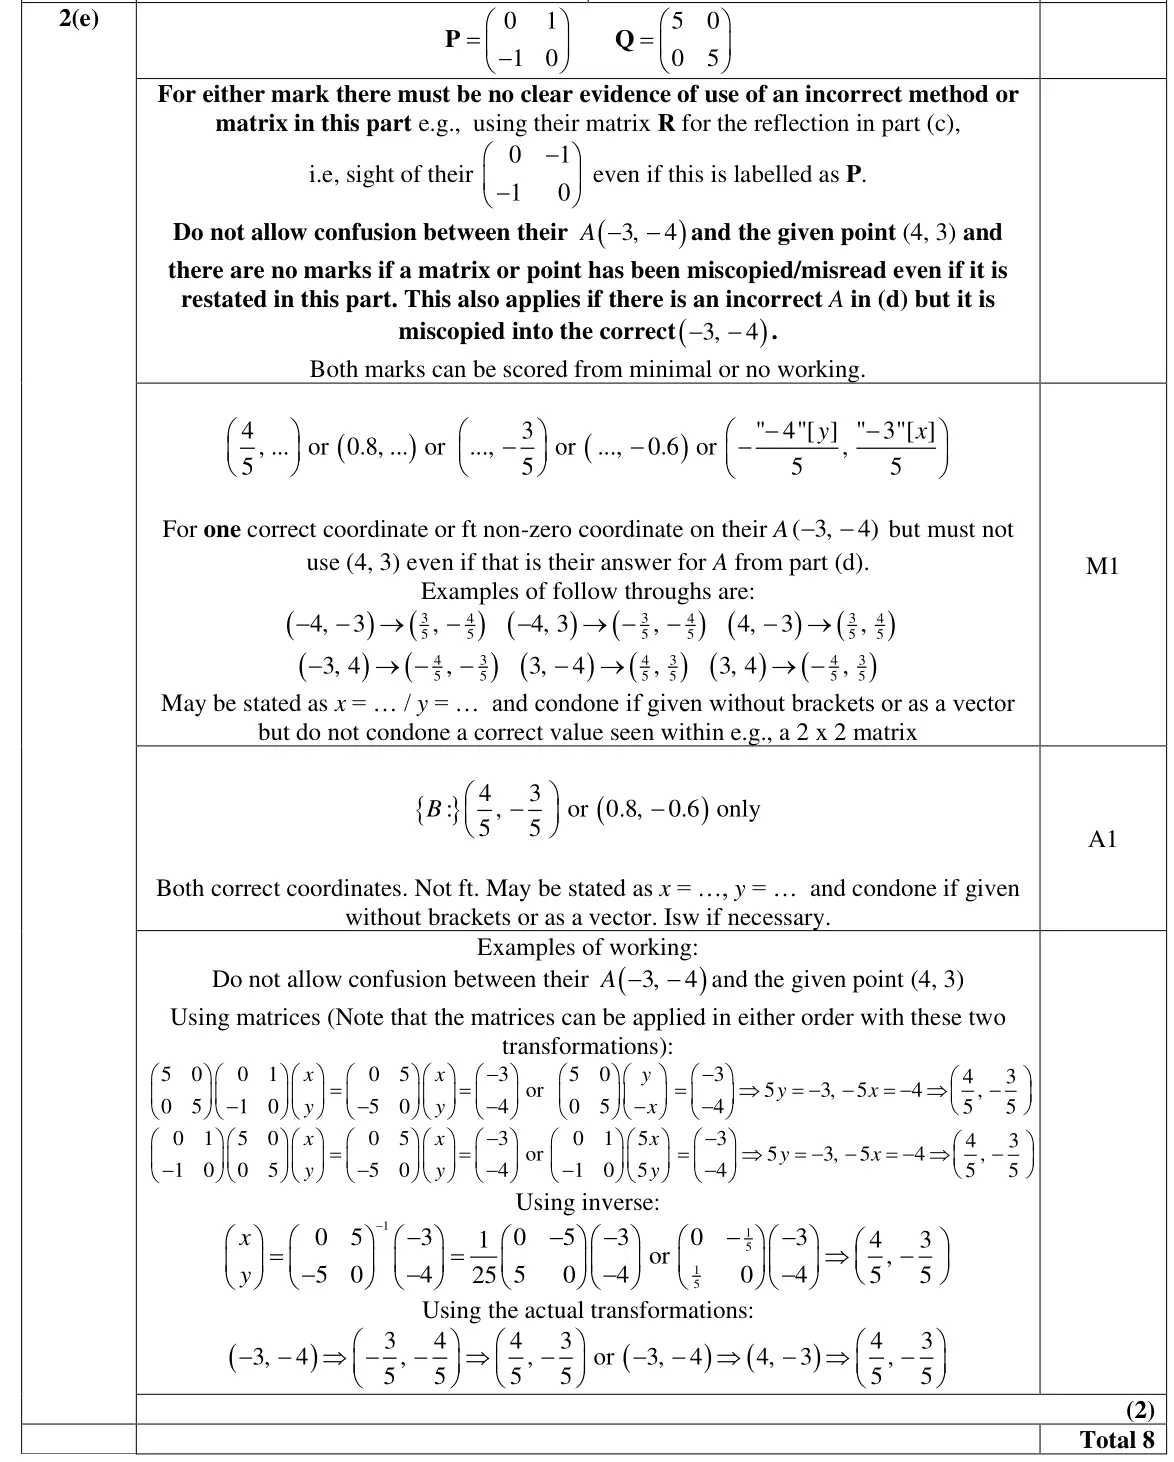 2(e)
P = ( 0 1 ; −1 0 ) Q = ( 5 0 ; 0 5 )
For either mark there must be no clear evidence of use of an incorrect method or
matrix in this part e.g., using their matrix R for the reflection in part (c),
i.e, sight of their ( 0 −1 ; −1 0 ) even if this is labelled as P.
Do not allow confusion between their A(−3, −4) and the given point (4, 3) and
there are no marks if a matrix or point has been miscopied/misread even if it is
restated in this part. This also applies if there is an incorrect A in (d) but it is
miscopied into the correct (−3, −4).
Both marks can be scored from minimal or no working.
(4/5, ...) or (0.8, ...) or (..., −3/5) or ( ..., −0.6) or (− "−4"[y]/5, "−3"[x]/5)
For one correct coordinate or ft non-zero coordinate on their A (−3, −4) but must not
use (4, 3) even if that is their answer for A from part (d).
M1
Examples of follow throughs are:
(−4, −3) → (3/5, −4/5) (−4, 3) → (−3/5, −4/5) (4, −3) → (3/5, 4/5)
(−3, 4) → (−4/5, −3/5) (3, −4) → (4/5, 3/5) (3, 4) → (−4/5, 3/5)
May be stated as x = … / y = … and condone if given without brackets or as a vector
but do not condone a correct value seen within e.g., a 2 x 2 matrix
{B:} (4/5, −3/5) or (0.8, −0.6) only
A1
Both correct coordinates. Not ft. May be stated as x = …, y = … and condone if given
without brackets or as a vector. Isw if necessary.
Examples of working:
Do not allow confusion between their A(−3, −4) and the given point (4, 3)
Using matrices (Note that the matrices can be applied in either order with these two
transformations):
( 5 0 ; 0 5 )( 0 1 ; −1 0 )( x ; y ) = ( 0 5 ; −5 0 )( x ; y ) = ( −3 ; −4 ) or ( 5 0 ; 0 5 )( y ; −x ) = ( −3 ; −4 ) ⇒ 5y = −3, −5x = −4 ⇒ (4/5, −3/5)
( 0 1 ; −1 0 )( 5 0 ; 0 5 )( x ; y ) = ( 0 5 ; −5 0 )( x ; y ) = ( −3 ; −4 ) or ( 0 1 ; −1 0 )( 5x ; 5y ) = ( −3 ; −4 ) ⇒ 5y = −3, −5x = −4 ⇒ (4/5, −3/5)
Using inverse:
( x ; y ) = ( 0 5 ; −5 0 )⁻¹ ( −3 ; −4 ) = 1/25 ( 0 −5 ; 5 0 )( −3 ; −4 ) or ( 0 −1/5 ; 1/5 0 )( −3 ; −4 ) ⇒ (4/5, −3/5)
Using the actual transformations:
(−3, −4) ⇒ (−3/5, −4/5) ⇒ (4/5, −3/5) or (−3, −4) ⇒ (4, −3) ⇒ (4/5, −3/5)
(2)
Total 8